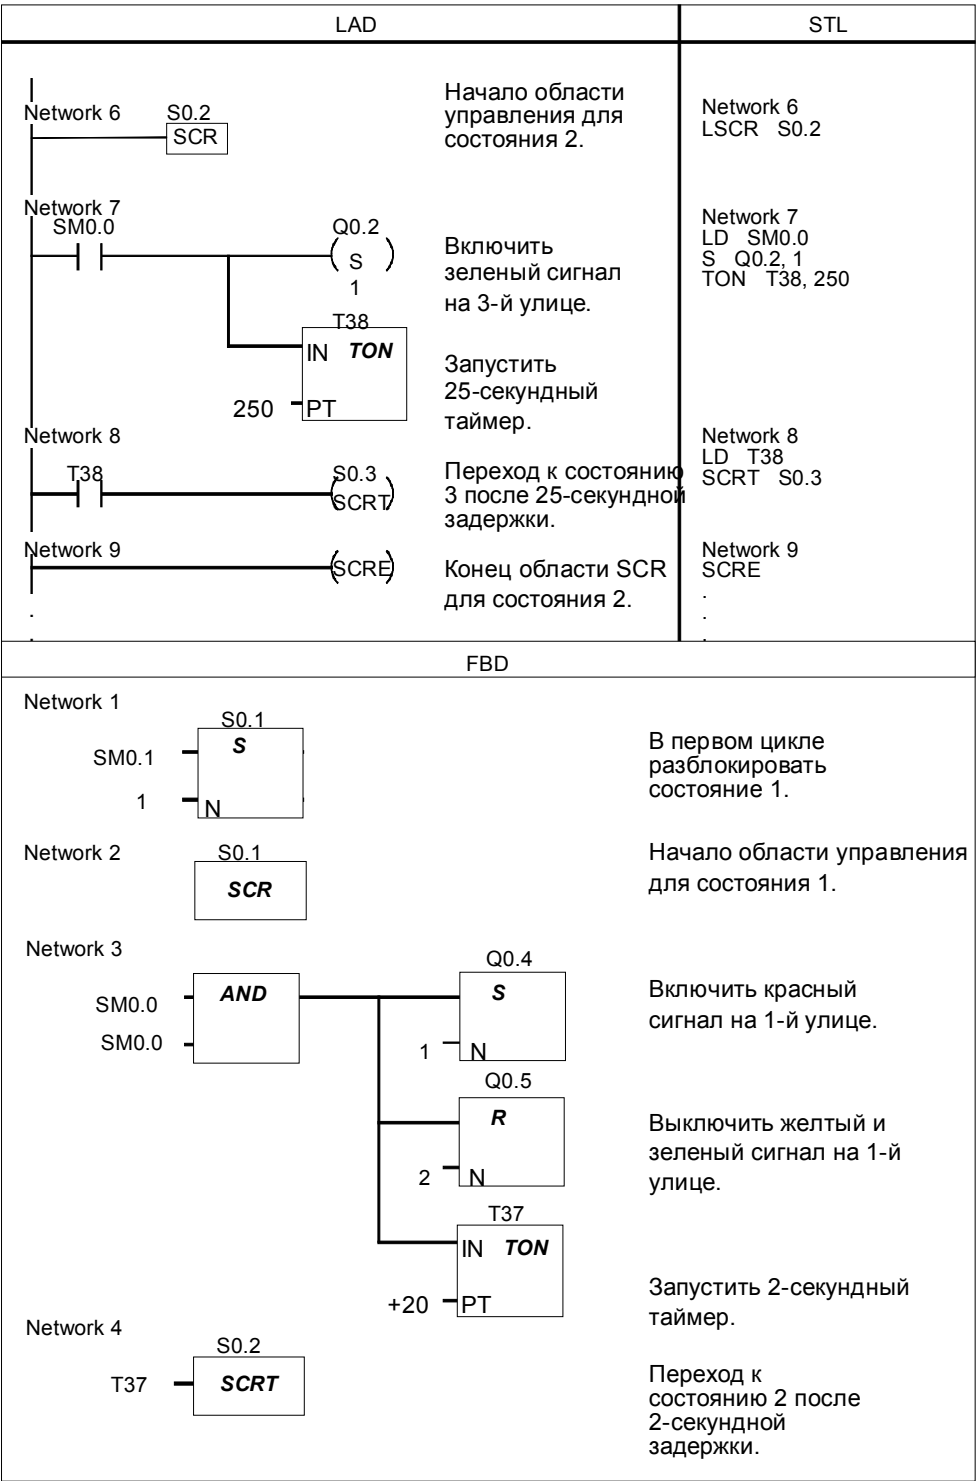 LAD
STL
Network 6
S0.2
SCR
Начало области
управления для
состояния 2.
Network 6
LSCR S0.2
Network 7
SM0.0
Q0.2
S
1
Включить
зеленый сигнал
на 3-й улице.
T38
IN TON
250 PT
Запустить
25-секундный
таймер.
Network 7
LD SM0.0
S Q0.2, 1
TON T38, 250
Network 8
T38
S0.3
SCRT
Переход к состоянию
3 после 25-секундной
задержки.
Network 8
LD T38
SCRT S0.3
Network 9
SCRE
Конец области SCR
для состояния 2.
Network 9
SCRE
.
.
.
.
.
FBD
Network 1
S0.1
SM0.1
S
1
N
В первом цикле
разблокировать
состояние 1.
Network 2
S0.1
SCR
Начало области управления
для состояния 1.
Network 3
SM0.0
SM0.0
AND
Q0.4
S
1 N
Включить красный
сигнал на 1-й улице.
Q0.5
R
2 N
Выключить желтый и
зеленый сигнал на 1-й
улице.
T37
IN TON
+20 PT
Запустить 2-секундный
таймер.
Network 4
S0.2
T37
SCRT
Переход к
состоянию 2 после
2-секундной
задержки.